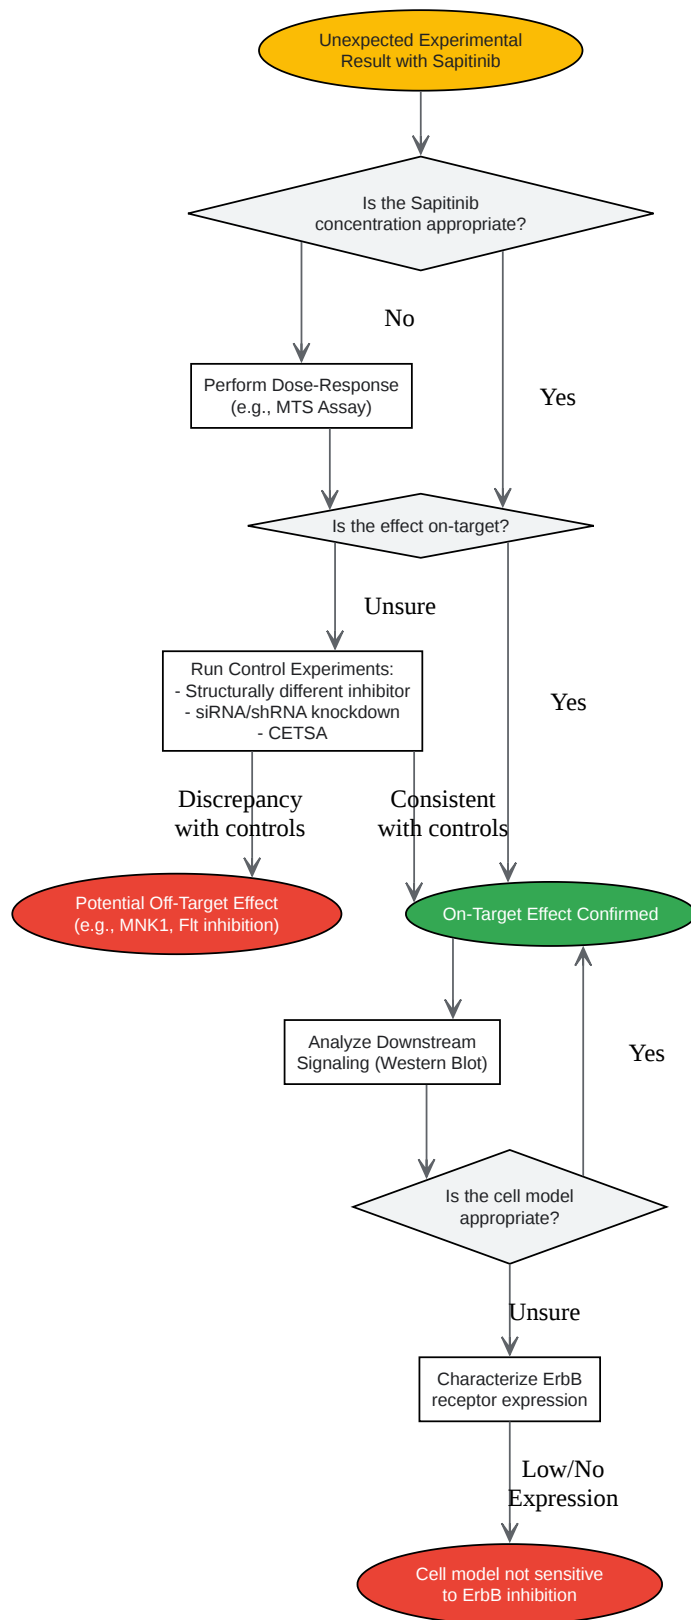 Unexpected Experimental
Result with Sapitinib
Is the Sapitinib
concentration appropriate?
No
Perform Dose-Response
(e.g., MTS Assay)
Yes
Is the effect on-target?
Unsure
Run Control Experiments:
- Structurally different inhibitor
- siRNA/shRNA knockdown
- CETSA
Yes
Discrepancy
with controls
Consistent
with controls
Potential Off-Target Effect
(e.g., MNK1, Flt inhibition)
On-Target Effect Confirmed
Analyze Downstream
Signaling (Western Blot)
Yes
Is the cell model
appropriate?
Unsure
Characterize ErbB
receptor expression
Low/No
Expression
Cell model not sensitive
to ErbB inhibition